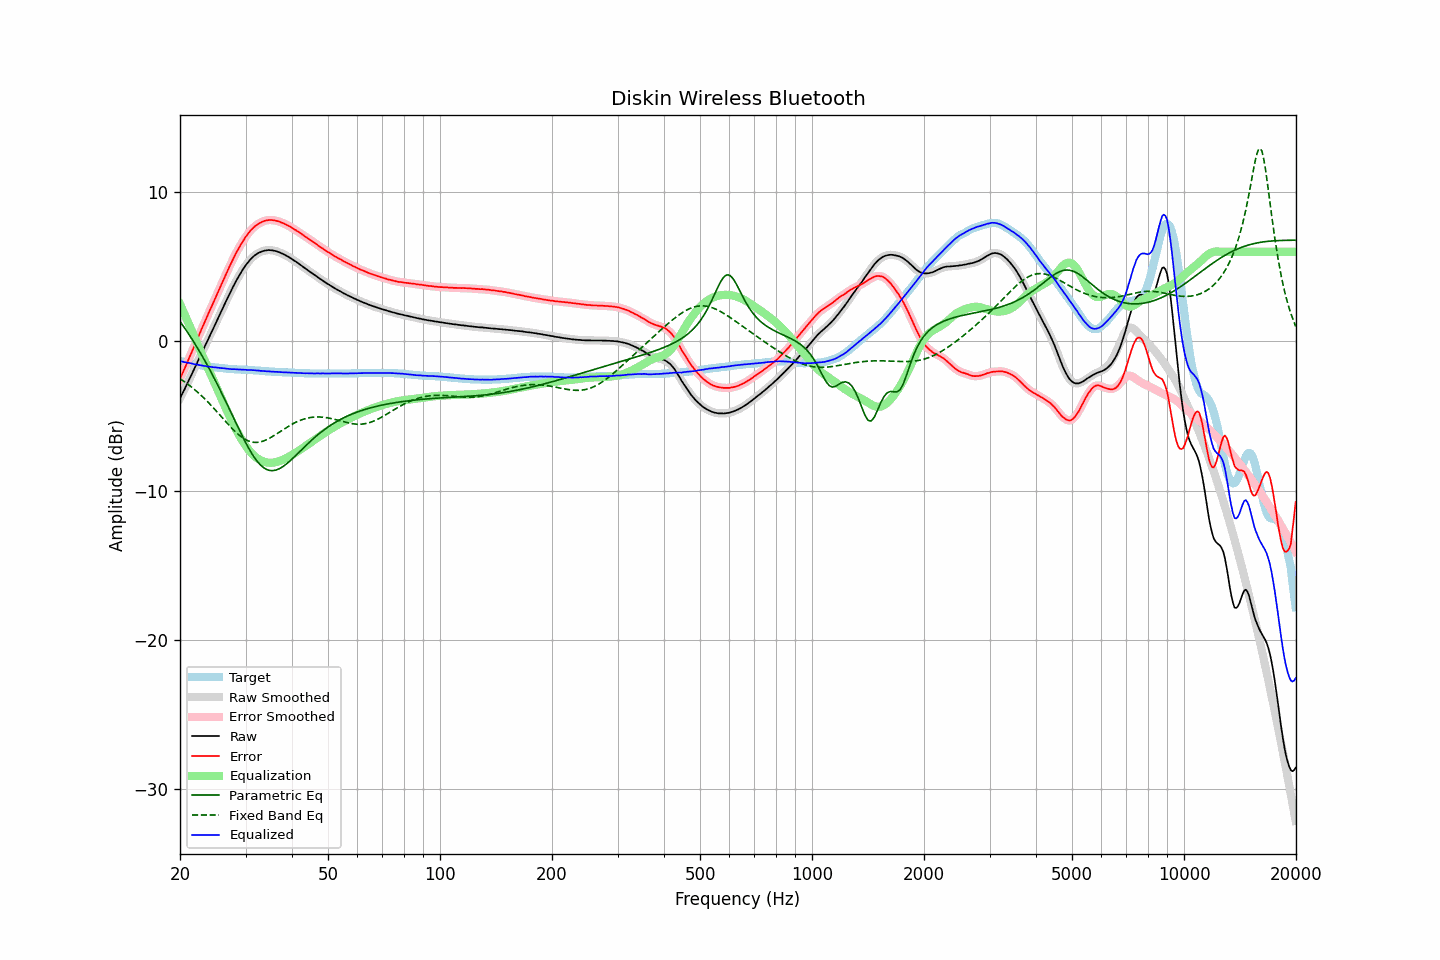 Diskin Wireless Bluetooth
Amplitude (dBr)
10
0
−10
−20
−30
Target
Raw Smoothed
Error Smoothed
Raw
Error
Equalization
Parametric Eq
Fixed Band Eq
Equalized
20 50 100 200 500 1000 2000 5000 10000 20000
Frequency (Hz)